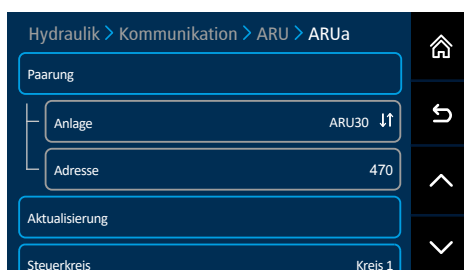 Hydraulik > Kommunikation > ARU > ARUa
Paarung
Anlage ARU30
Adresse 470
Aktualisierung
Steuerkreis Kreis 1